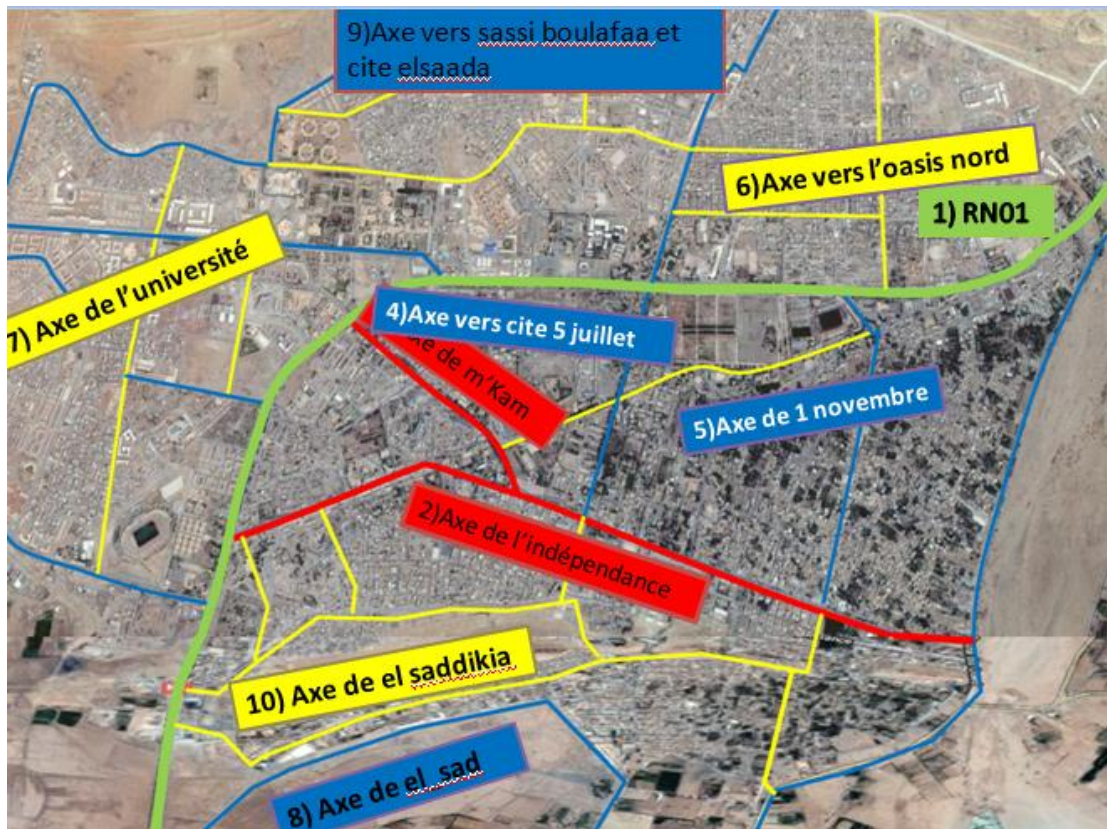 9)Axe vers sassi boulafaa et
cite elsaada
6)Axe vers l’oasis nord
1) RN01
7) Axe de l’université
4)Axe vers cite 5 juillet
de m’Kam
5)Axe de 1 novembre
2)Axe de l’indépendance
10) Axe de el saddikia
8) Axe de el sad